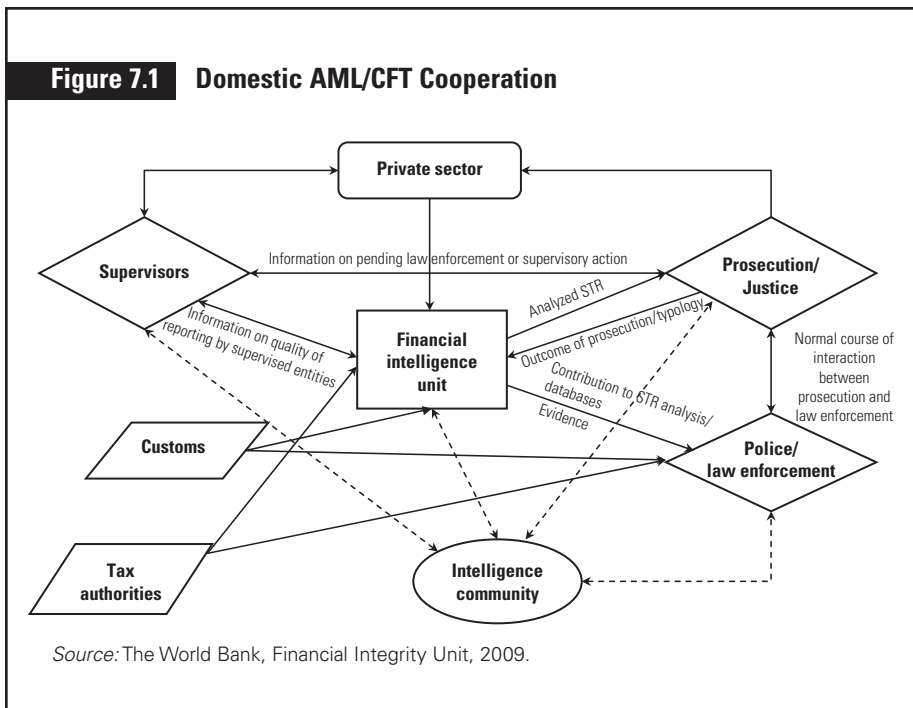 Figure 7.1 Domestic AML/CFT Cooperation
Private sector
Supervisors
Information on pending law enforcement or supervisory action
Prosecution/
Justice
Analyzed STR
Outcome of prosecution/typology
Information on quality of
reporting by supervised entities
Financial
intelligence
unit
Normal course of
interaction
between
prosecution and
law enforcement
Contribution to STR analysis/
databases
Evidence
Customs
Police/
law enforcement
Tax
authorities
Intelligence
community
Source: The World Bank, Financial Integrity Unit, 2009.